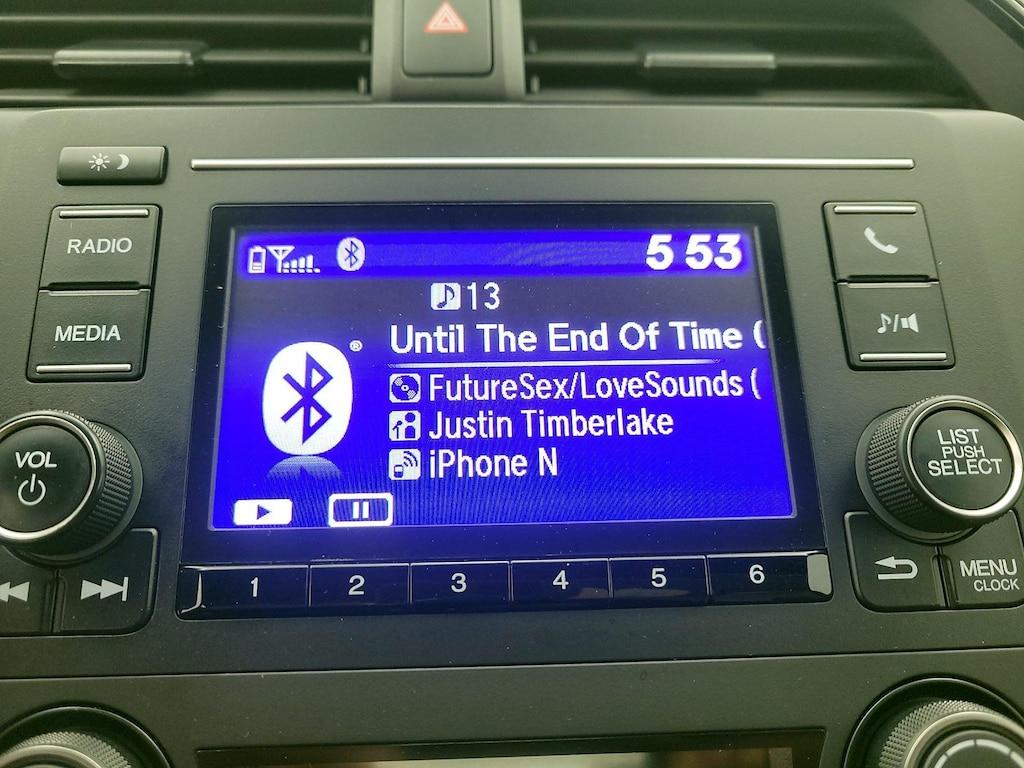 5 53
13
Until The End Of Time (
FutureSex/LoveSounds (
Justin Timberlake
iPhone N
RADIO
MEDIA
VOL
LIST
PUSH
SELECT
MENU
CLOCK
1 2 3 4 5 6